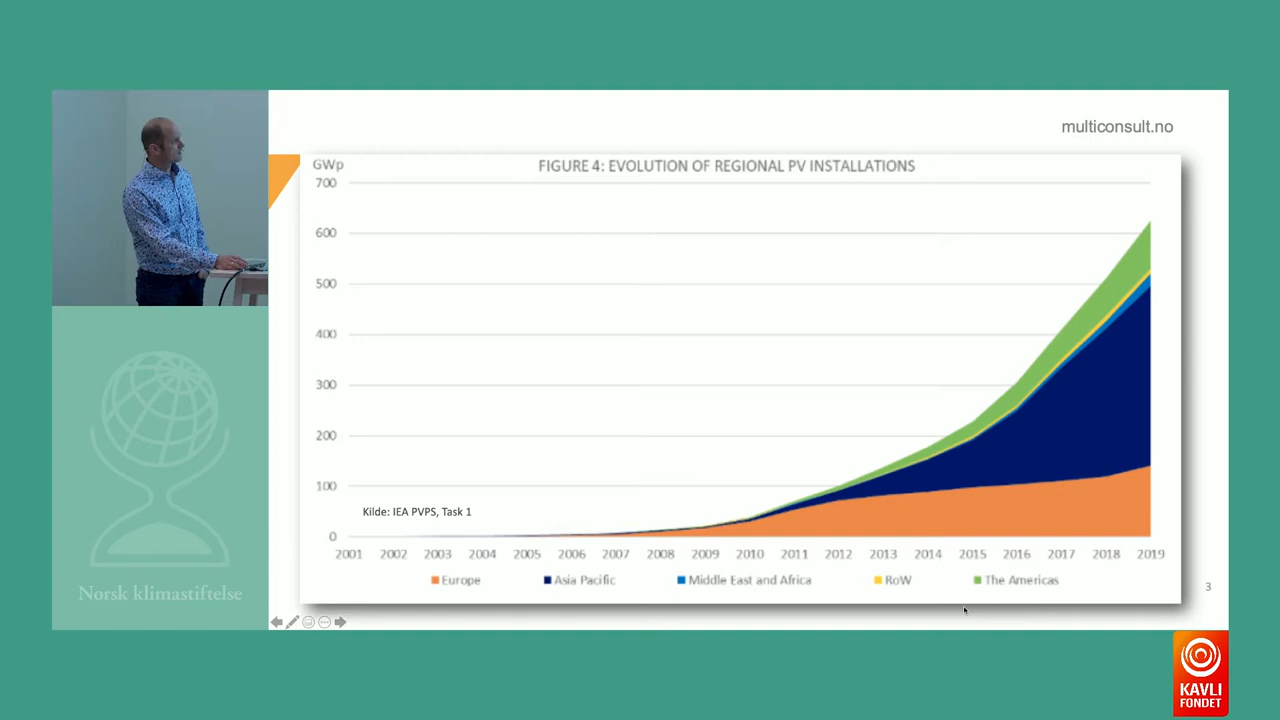 multiconsult.no
GWp
FIGURE 4: EVOLUTION OF REGIONAL PV INSTALLATIONS
700
600
500
400
300
200
100
0
Kilde: IEA PVPS, Task 1
2001 2002 2003 2004 2005 2006 2007 2008 2009 2010 2011 2012 2013 2014 2015 2016 2017 2018 2019
Europe Asia Pacific Middle East and Africa RoW The Americas
3
Norsk klimastiftelse
KAVLI
FONDET